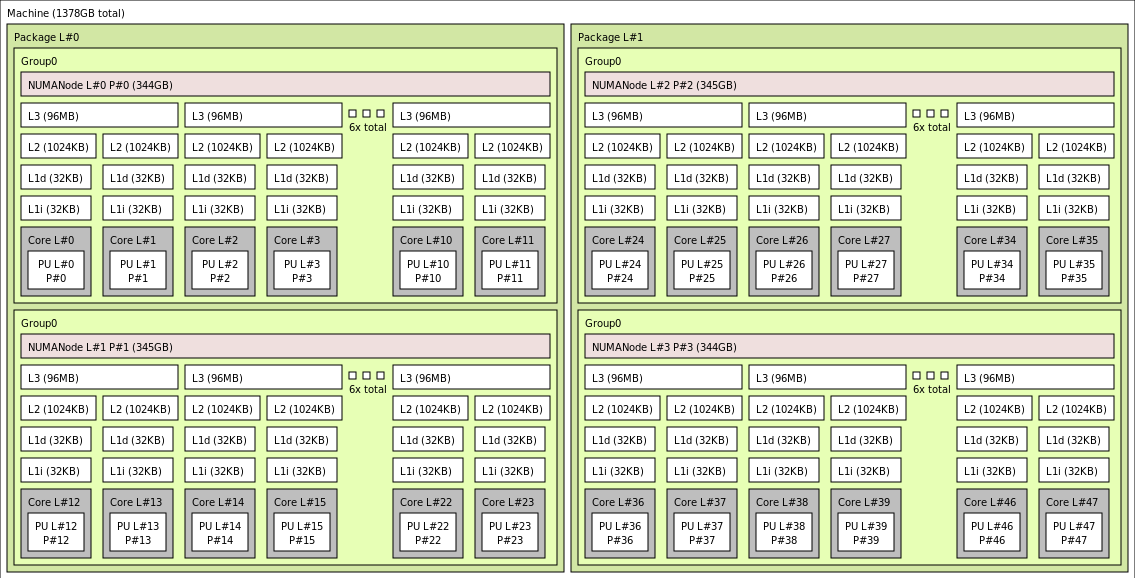 Machine (1378GB total)
Package L#0
Group0
NUMANode L#0 P#0 (344GB)
L3 (96MB) L3 (96MB) 6x total L3 (96MB)
L2 (1024KB) L2 (1024KB) L2 (1024KB) L2 (1024KB) L2 (1024KB) L2 (1024KB)
L1d (32KB) L1d (32KB) L1d (32KB) L1d (32KB) L1d (32KB) L1d (32KB)
L1i (32KB) L1i (32KB) L1i (32KB) L1i (32KB) L1i (32KB) L1i (32KB)
Core L#0 Core L#1 Core L#2 Core L#3 Core L#10 Core L#11
PU L#0 PU L#1 PU L#2 PU L#3 PU L#10 PU L#11
P#0 P#1 P#2 P#3 P#10 P#11
Group0
NUMANode L#1 P#1 (345GB)
L3 (96MB) L3 (96MB) 6x total L3 (96MB)
L2 (1024KB) L2 (1024KB) L2 (1024KB) L2 (1024KB) L2 (1024KB) L2 (1024KB)
L1d (32KB) L1d (32KB) L1d (32KB) L1d (32KB) L1d (32KB) L1d (32KB)
L1i (32KB) L1i (32KB) L1i (32KB) L1i (32KB) L1i (32KB) L1i (32KB)
Core L#12 Core L#13 Core L#14 Core L#15 Core L#22 Core L#23
PU L#12 PU L#13 PU L#14 PU L#15 PU L#22 PU L#23
P#12 P#13 P#14 P#15 P#22 P#23
Package L#1
Group0
NUMANode L#2 P#2 (345GB)
L3 (96MB) L3 (96MB) 6x total L3 (96MB)
L2 (1024KB) L2 (1024KB) L2 (1024KB) L2 (1024KB) L2 (1024KB) L2 (1024KB)
L1d (32KB) L1d (32KB) L1d (32KB) L1d (32KB) L1d (32KB) L1d (32KB)
L1i (32KB) L1i (32KB) L1i (32KB) L1i (32KB) L1i (32KB) L1i (32KB)
Core L#24 Core L#25 Core L#26 Core L#27 Core L#34 Core L#35
PU L#24 PU L#25 PU L#26 PU L#27 PU L#34 PU L#35
P#24 P#25 P#26 P#27 P#34 P#35
Group0
NUMANode L#3 P#3 (344GB)
L3 (96MB) L3 (96MB) 6x total L3 (96MB)
L2 (1024KB) L2 (1024KB) L2 (1024KB) L2 (1024KB) L2 (1024KB) L2 (1024KB)
L1d (32KB) L1d (32KB) L1d (32KB) L1d (32KB) L1d (32KB) L1d (32KB)
L1i (32KB) L1i (32KB) L1i (32KB) L1i (32KB) L1i (32KB) L1i (32KB)
Core L#36 Core L#37 Core L#38 Core L#39 Core L#46 Core L#47
PU L#36 PU L#37 PU L#38 PU L#39 PU L#46 PU L#47
P#36 P#37 P#38 P#39 P#46 P#47